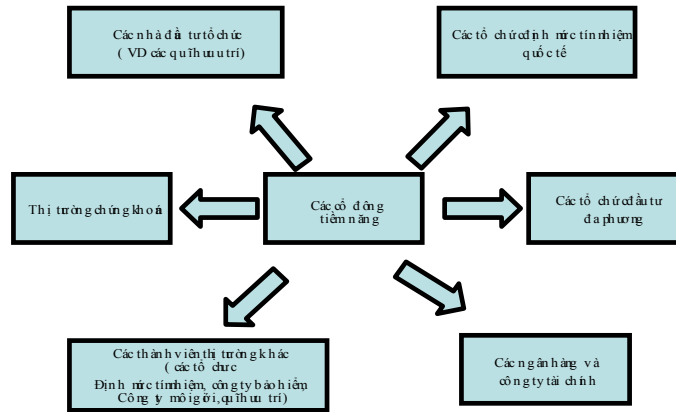 Các nhà đầu tư tổ chức
( VD các quĩ hưu trí)
Các tổ chức định mức tín nhiệm
quốc tế
Thị trường chứng khoán
Các cổ đông
tiềm năng
Các tổ chức đầu tư
đa phương
Các thành viên thị trường khác
( các tổ chưc
Định mức tín nhiệm, công ty bảo hiểm,
Công ty môi giới, quĩ hưu trí)
Các ngân hàng và
công ty tài chính